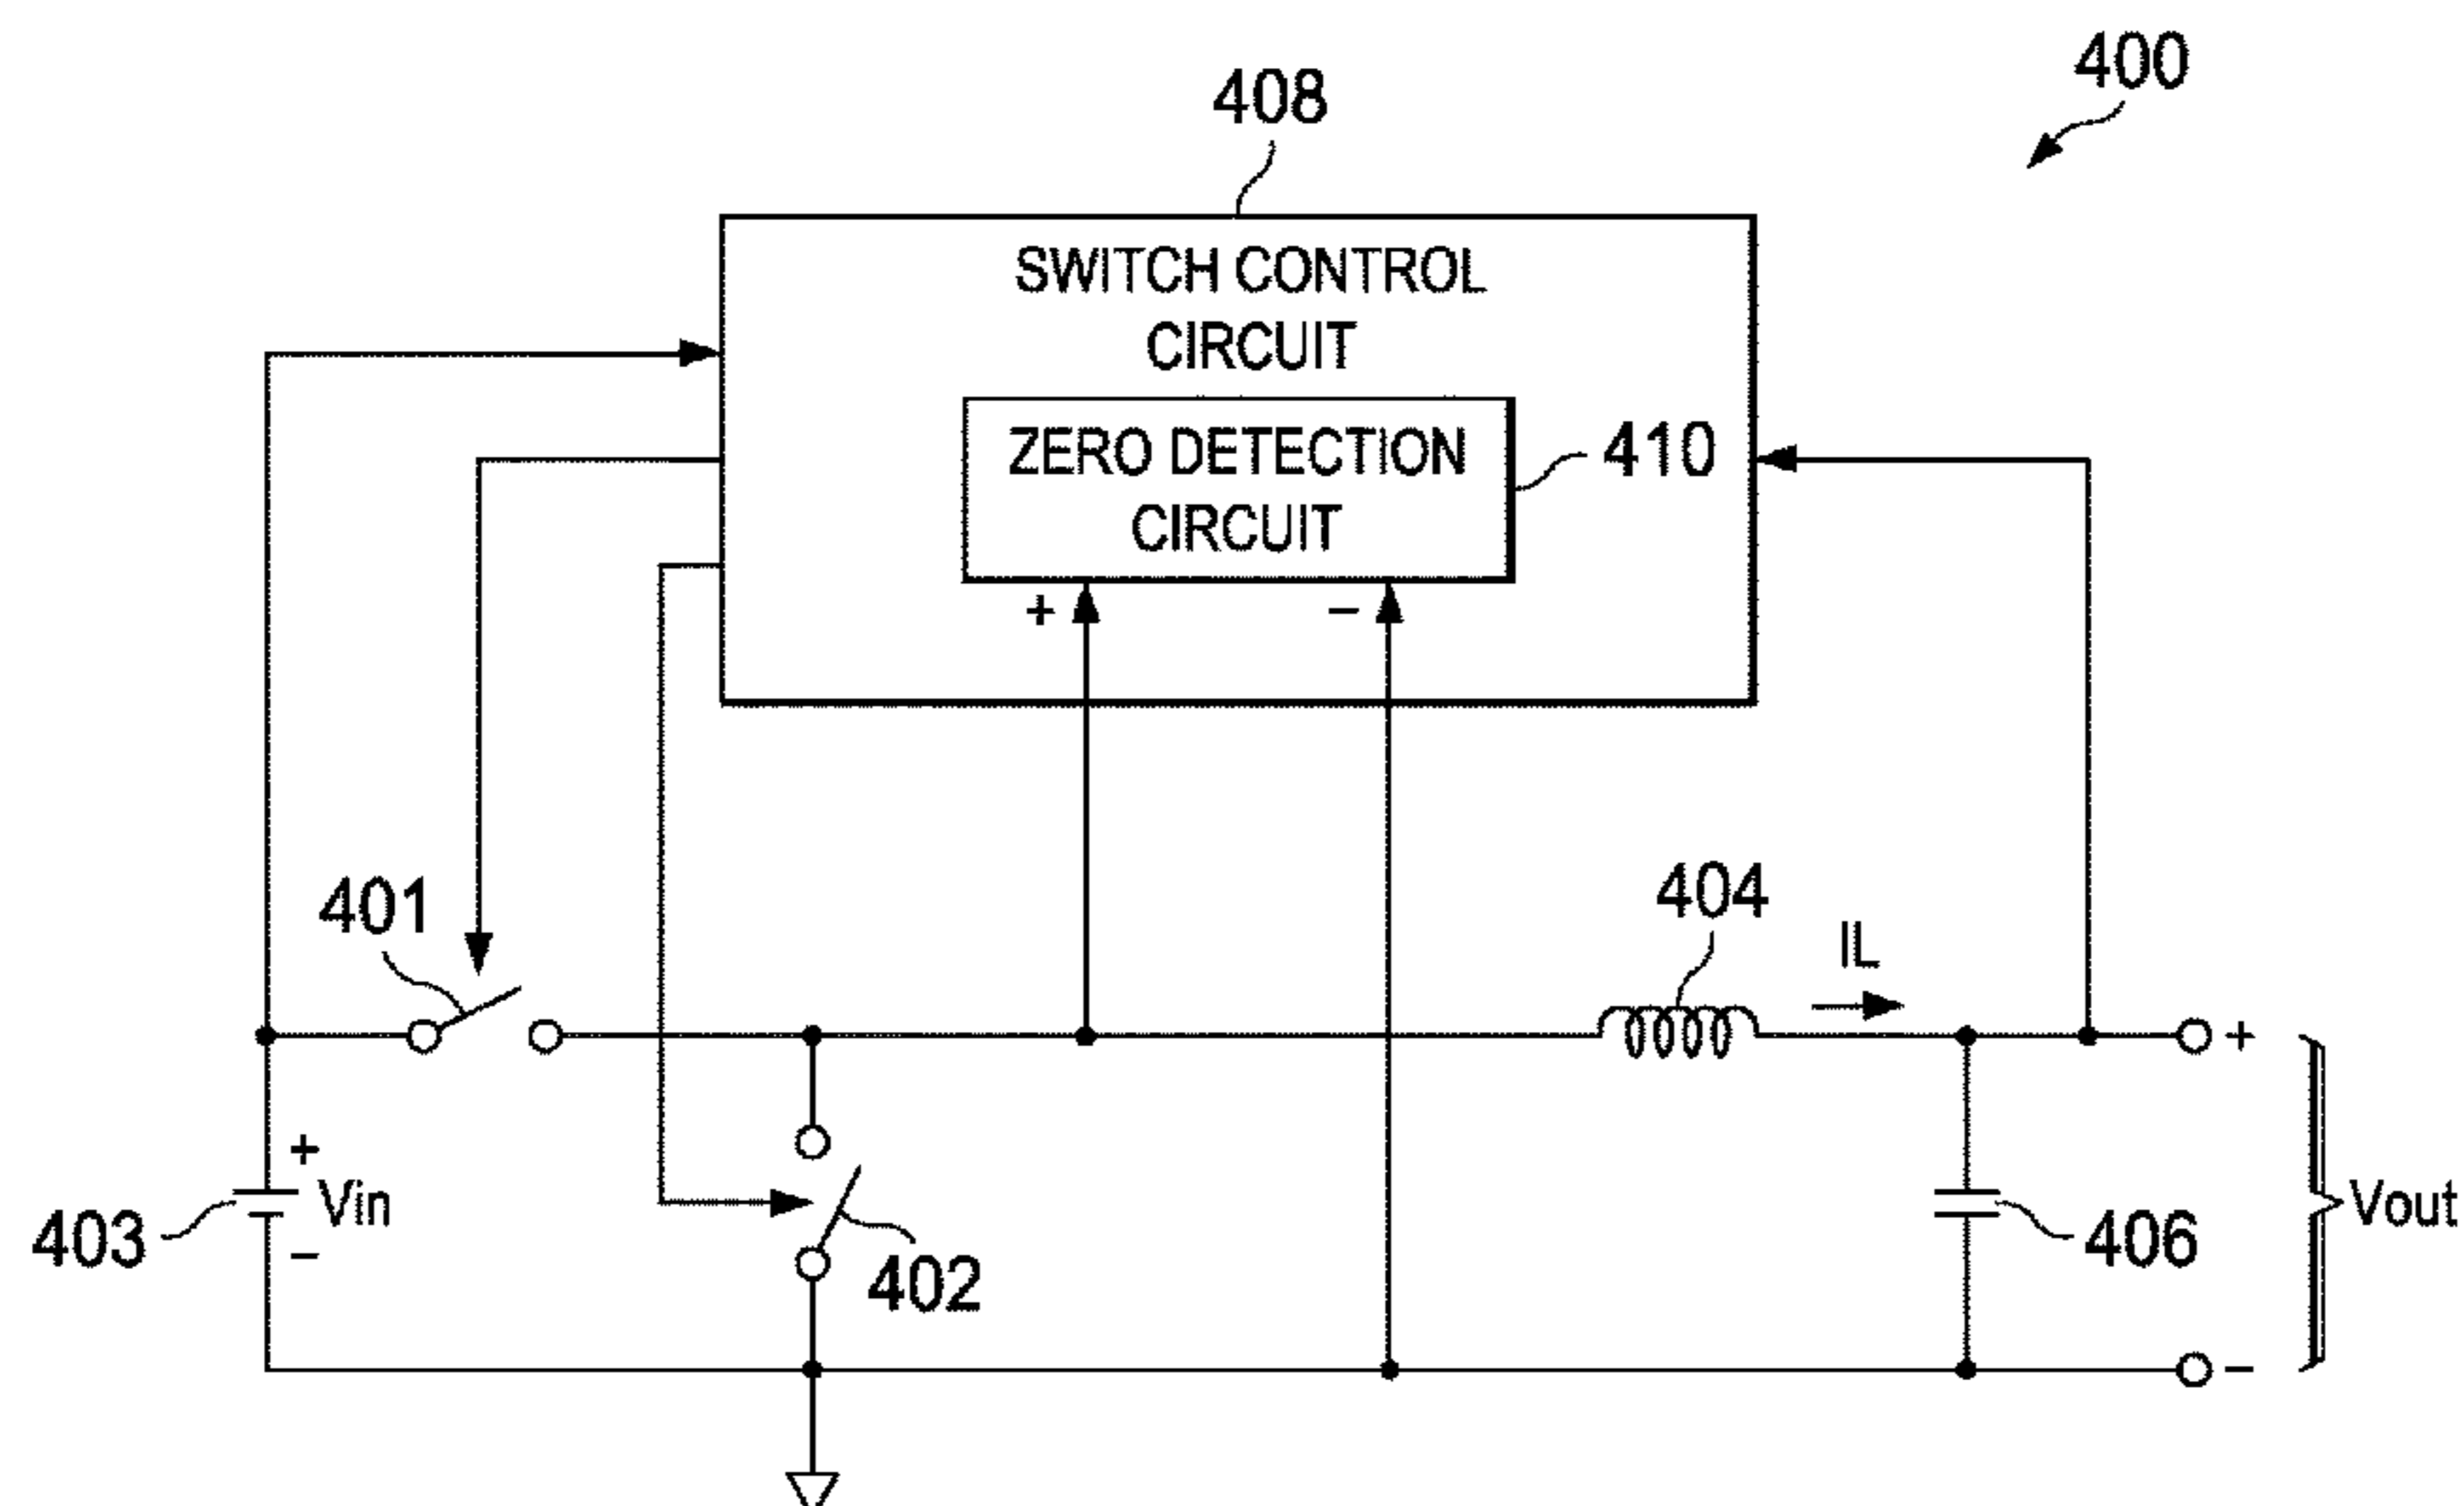 400
408
SWITCH CONTROL
CIRCUIT
ZERO DETECTION
CIRCUIT
410
+
−
401
404
IL
+
+
Vin
−
403
402
406
Vout
−